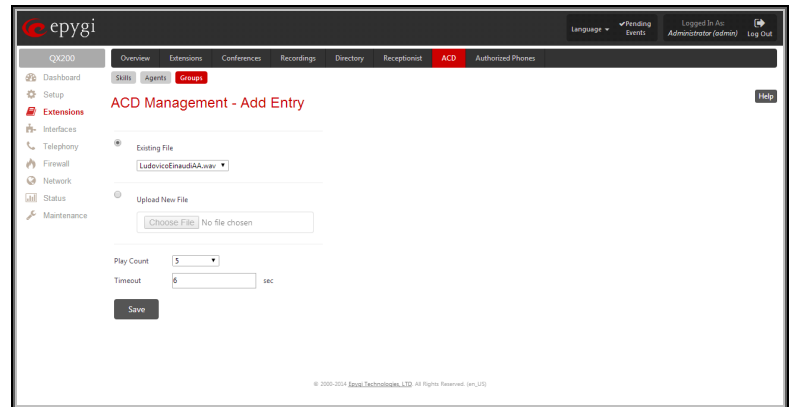 epygi
Language
Pending Events
Logged In As:
Administrator (admin)
Log Out
QX200
Overview Extensions Conferences Recordings Directory Receptionist ACD Authorized Phones
Dashboard
Setup
Extensions
Interfaces
Telephony
Firewall
Network
Status
Maintenance
Skills Agents Groups
Help
ACD Management - Add Entry
Existing File
LudovicoEinaudiAA.wav
Upload New File
Choose File No file chosen
Play Count 5
Timeout 6 sec
Save
© 2000-2014 Epygi Technologies, LTD. All Rights Reserved. (en_US)